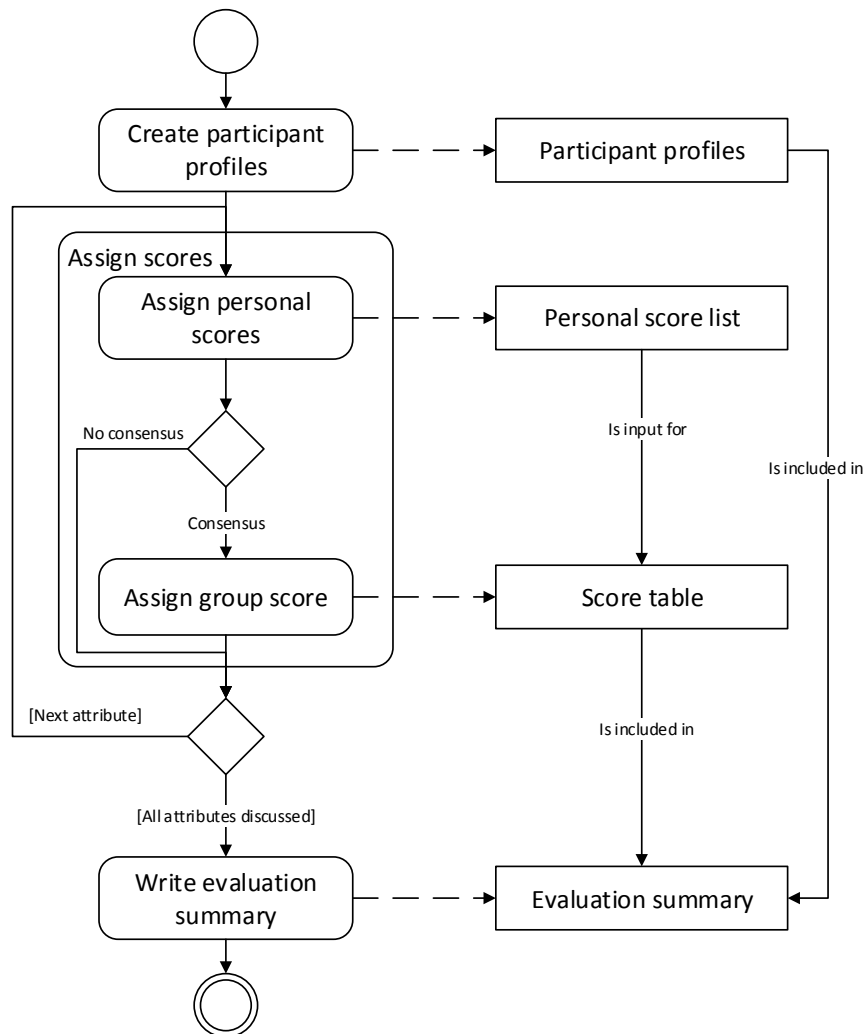 Create participant
profiles
Participant profiles
Assign scores
Assign personal
scores
Personal score list
No consensus
Is input for
Is included in
Consensus
Assign group score
Score table
[Next attribute]
Is included in
[All attributes discussed]
Write evaluation
summary
Evaluation summary